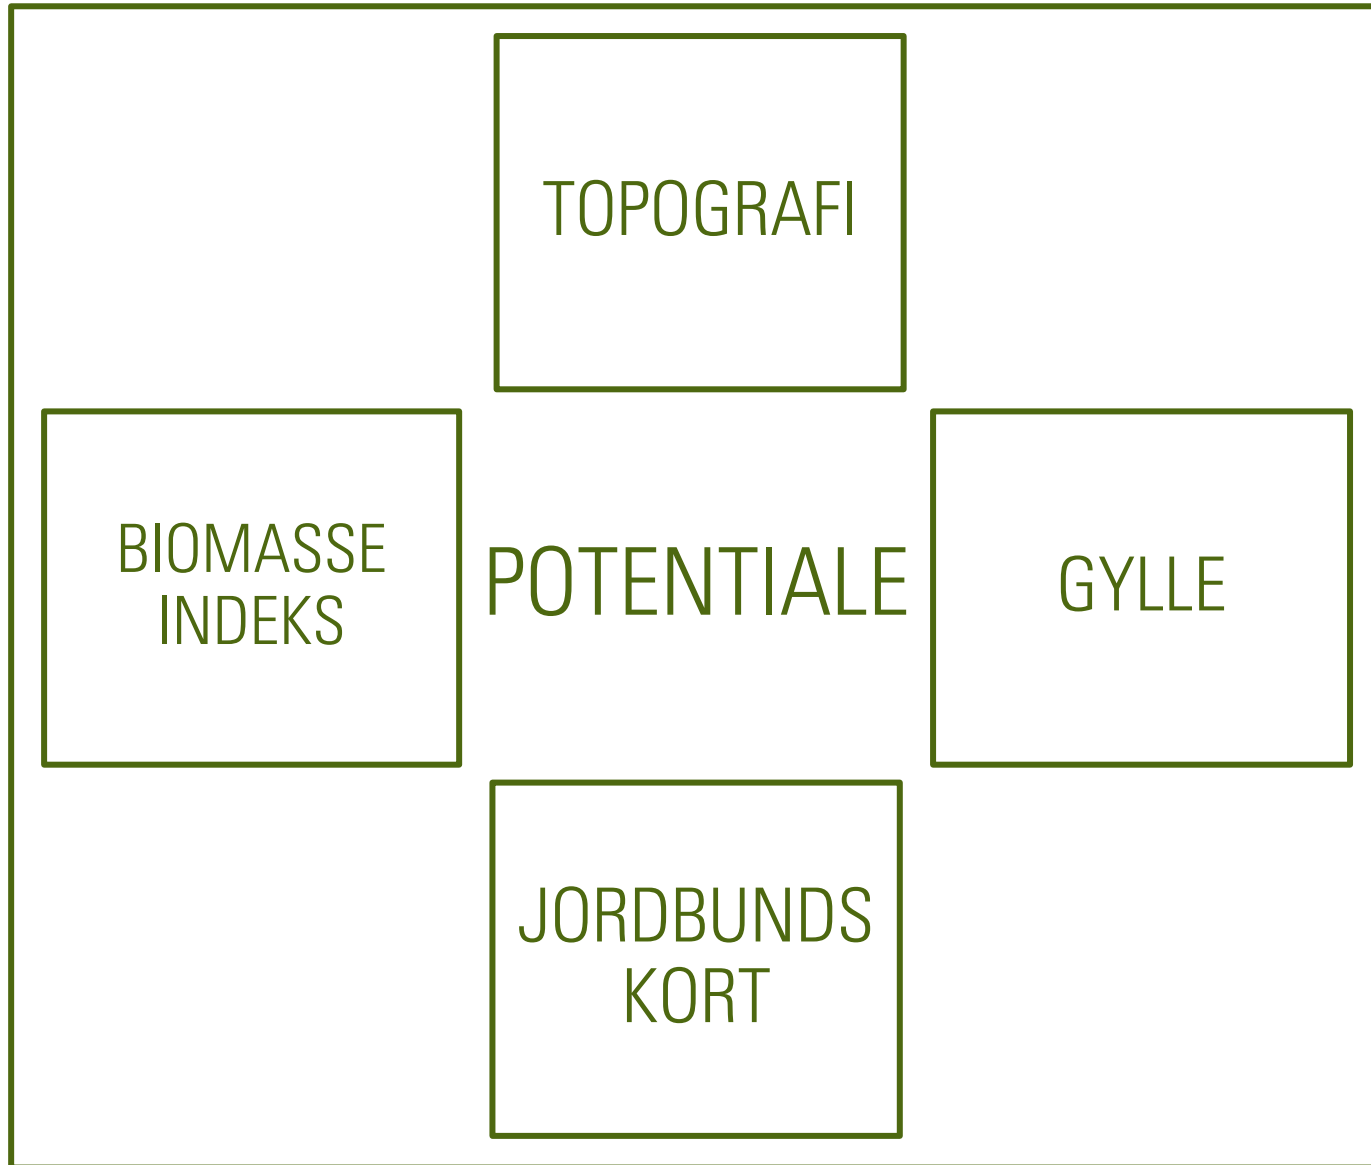 TOPOGRAFI
BIOMASSE
INDEKS
POTENTIALE
GYLLE
JORDBUNDS
KORT